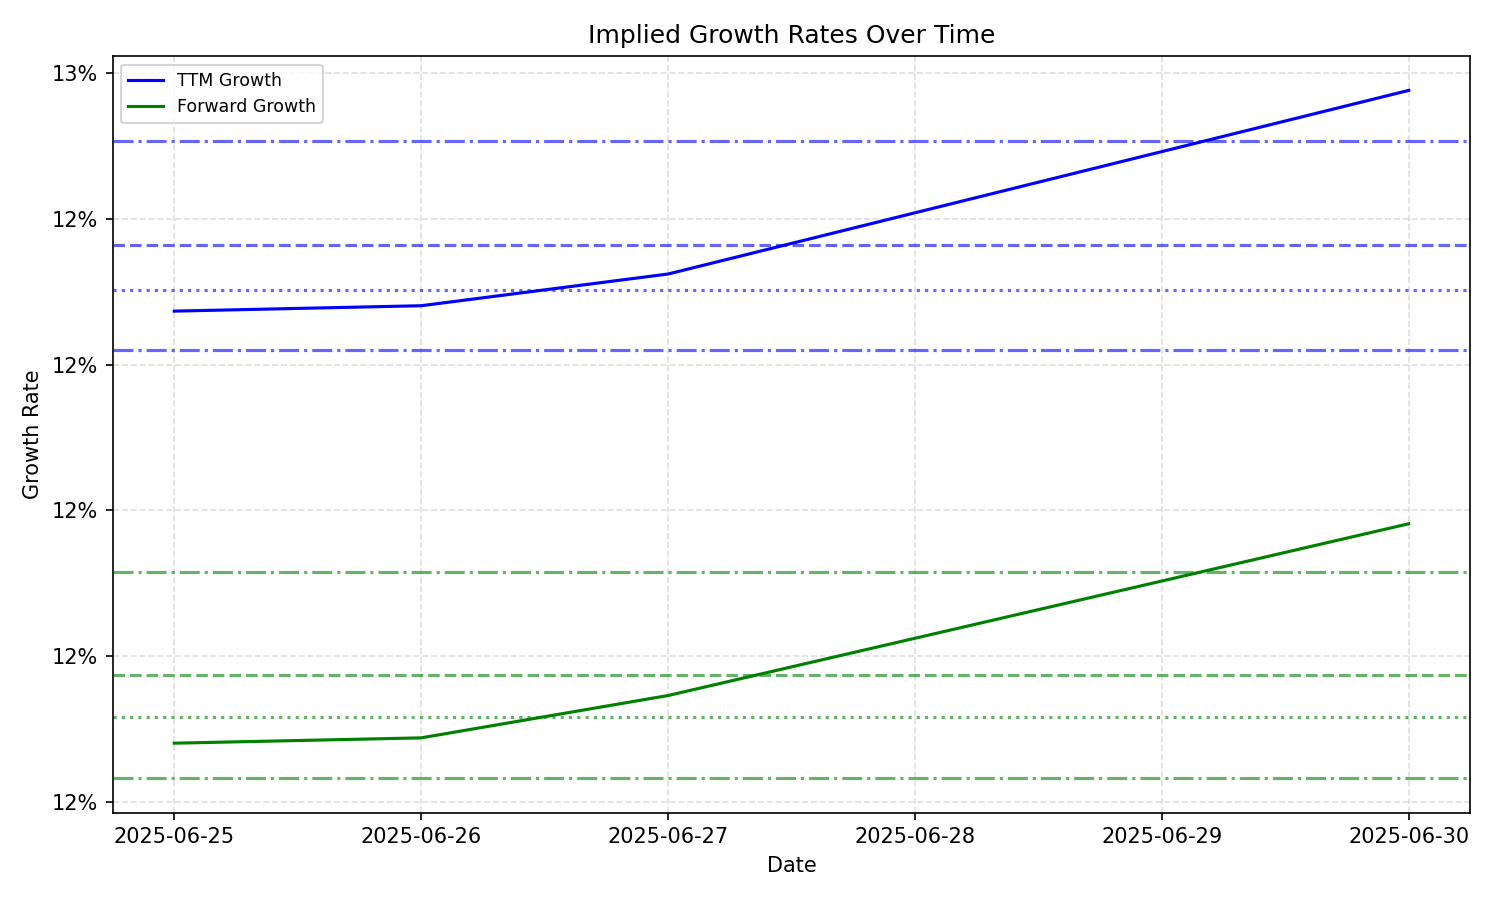 Implied Growth Rates Over Time
TTM Growth
Forward Growth
13%
12%
12%
12%
12%
12%
Growth Rate
2025-06-25
2025-06-26
2025-06-27
2025-06-28
2025-06-29
2025-06-30
Date